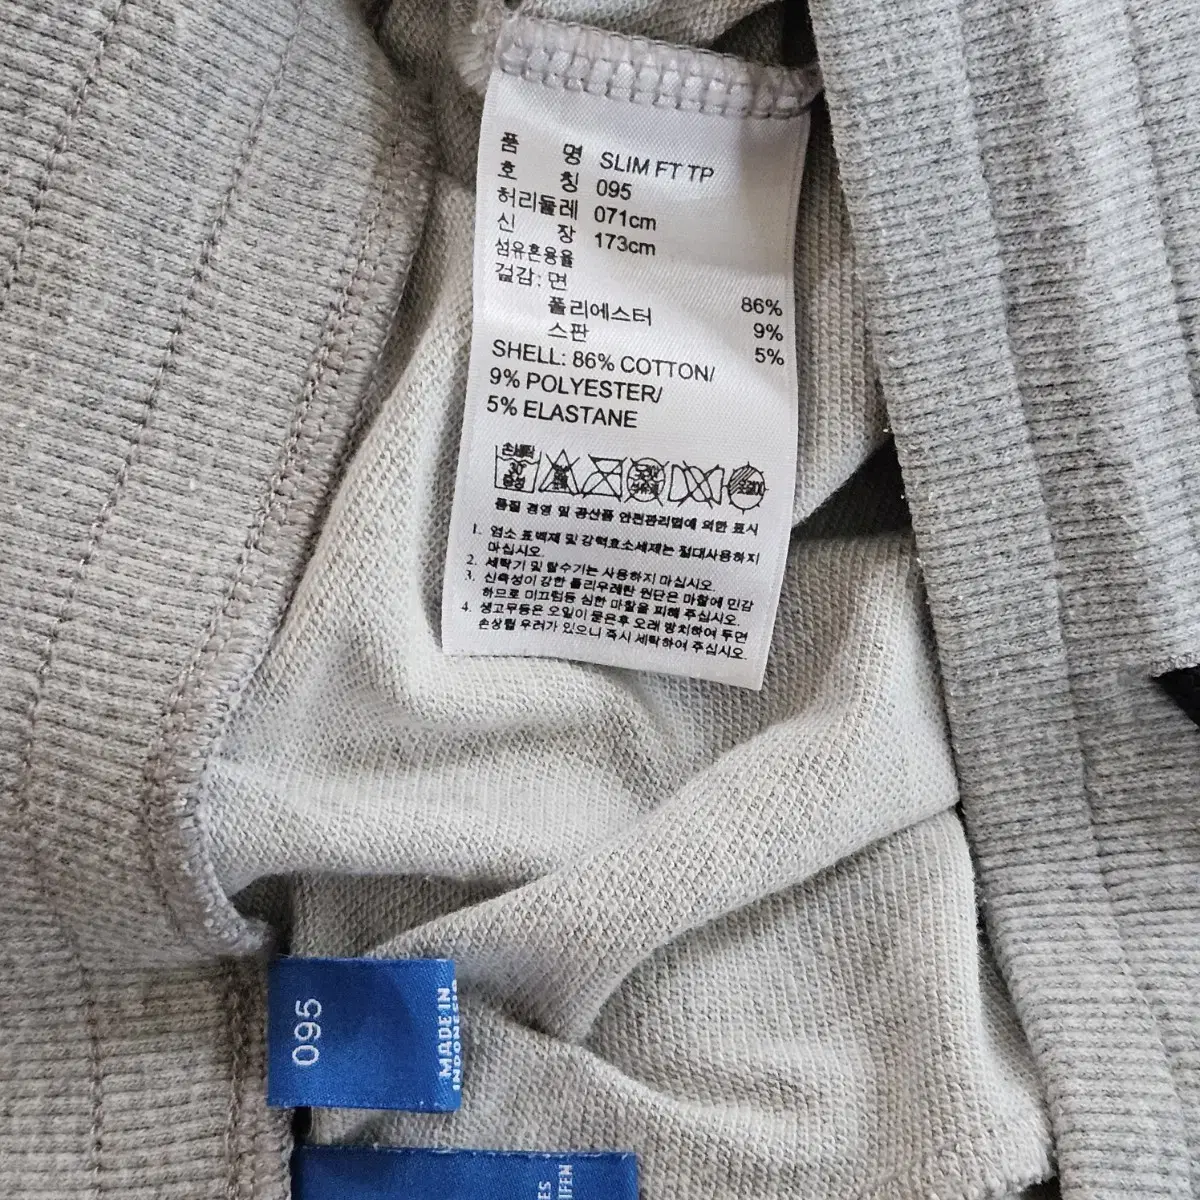 품 명 SLIM FT TP
호 칭 095
허리둘레 071cm
신 장 173cm
섬유혼용율
겉감: 면 86%
폴리에스터 9%
스판 5%
SHELL: 86% COTTON/
9% POLYESTER/
5% ELASTANE
손세탁
30°
중성
품질 경영 및 공산품 안전관리법에 의한 표시
1. 염소 표백제 및 강력효소세제는 절대사용하지
마십시오.
2. 세탁기 및 탈수기는 사용하지 마십시오.
3. 신축성이 강한 폴리우레탄 원단은 마찰에 민감
하므로 미끄럼등 심한 마찰을 피해 주십시오.
4. 생고무등은 오일이 묻은후 오래 방치하여 두면
손상될 우려가 있으니 즉시 세탁하여 주십시오.
095
MADE IN
INDONESIA